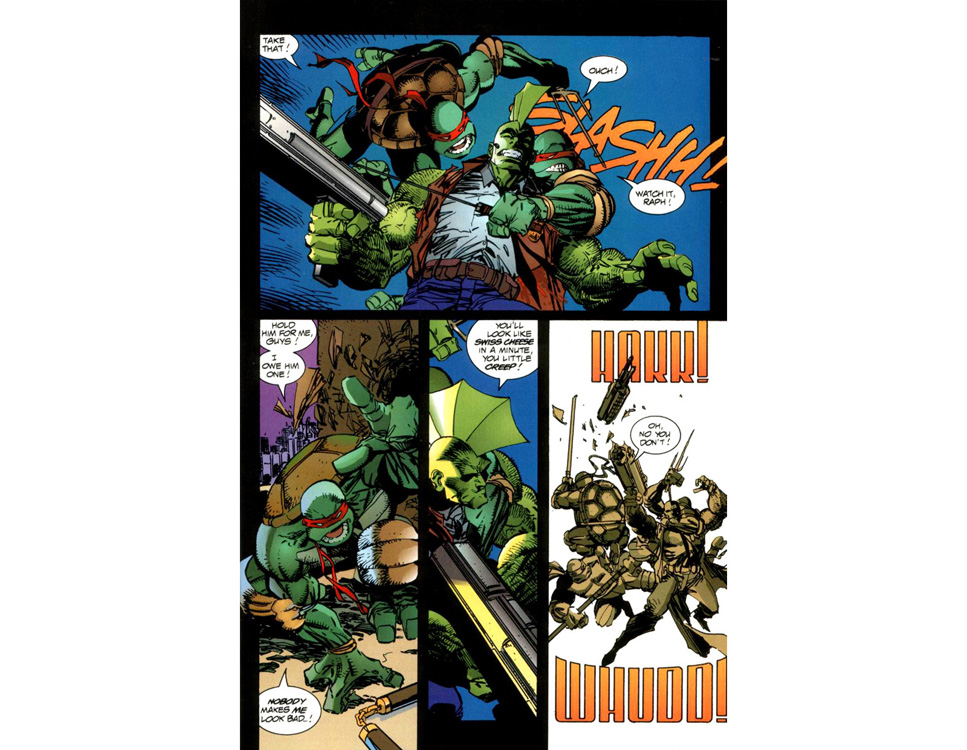 TAKE
THAT!
OUCH!
SLASHH!
WATCH IT,
RAPH!
HOLD
HIM FOR ME,
GUYS!
I
OWE HIM
ONE!
NOBODY
MAKES ME
LOOK BAD..!
YOU'LL
LOOK LIKE
SWISS CHEESE
IN A MINUTE,
YOU LITTLE
CREEP!
HAKK!
OH,
NO YOU
DON'T!
WHUDD!